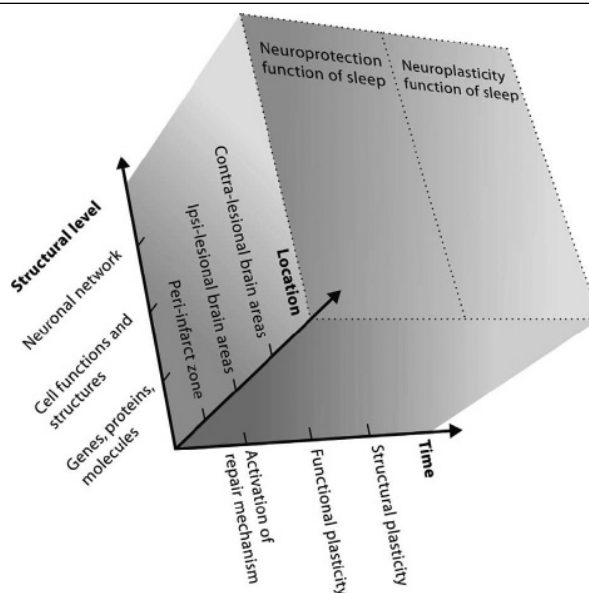 Neuroprotection
function of sleep
Neuroplasticity
function of sleep
Structural level
Neuronal network
Cell functions and
structures
Genes, proteins,
molecules
Location
Contra-lesional brain areas
Ipsi-lesional brain areas
Peri-infarct zone
Time
Activation of
repair mechanism
Functional plasticity
Structural plasticity